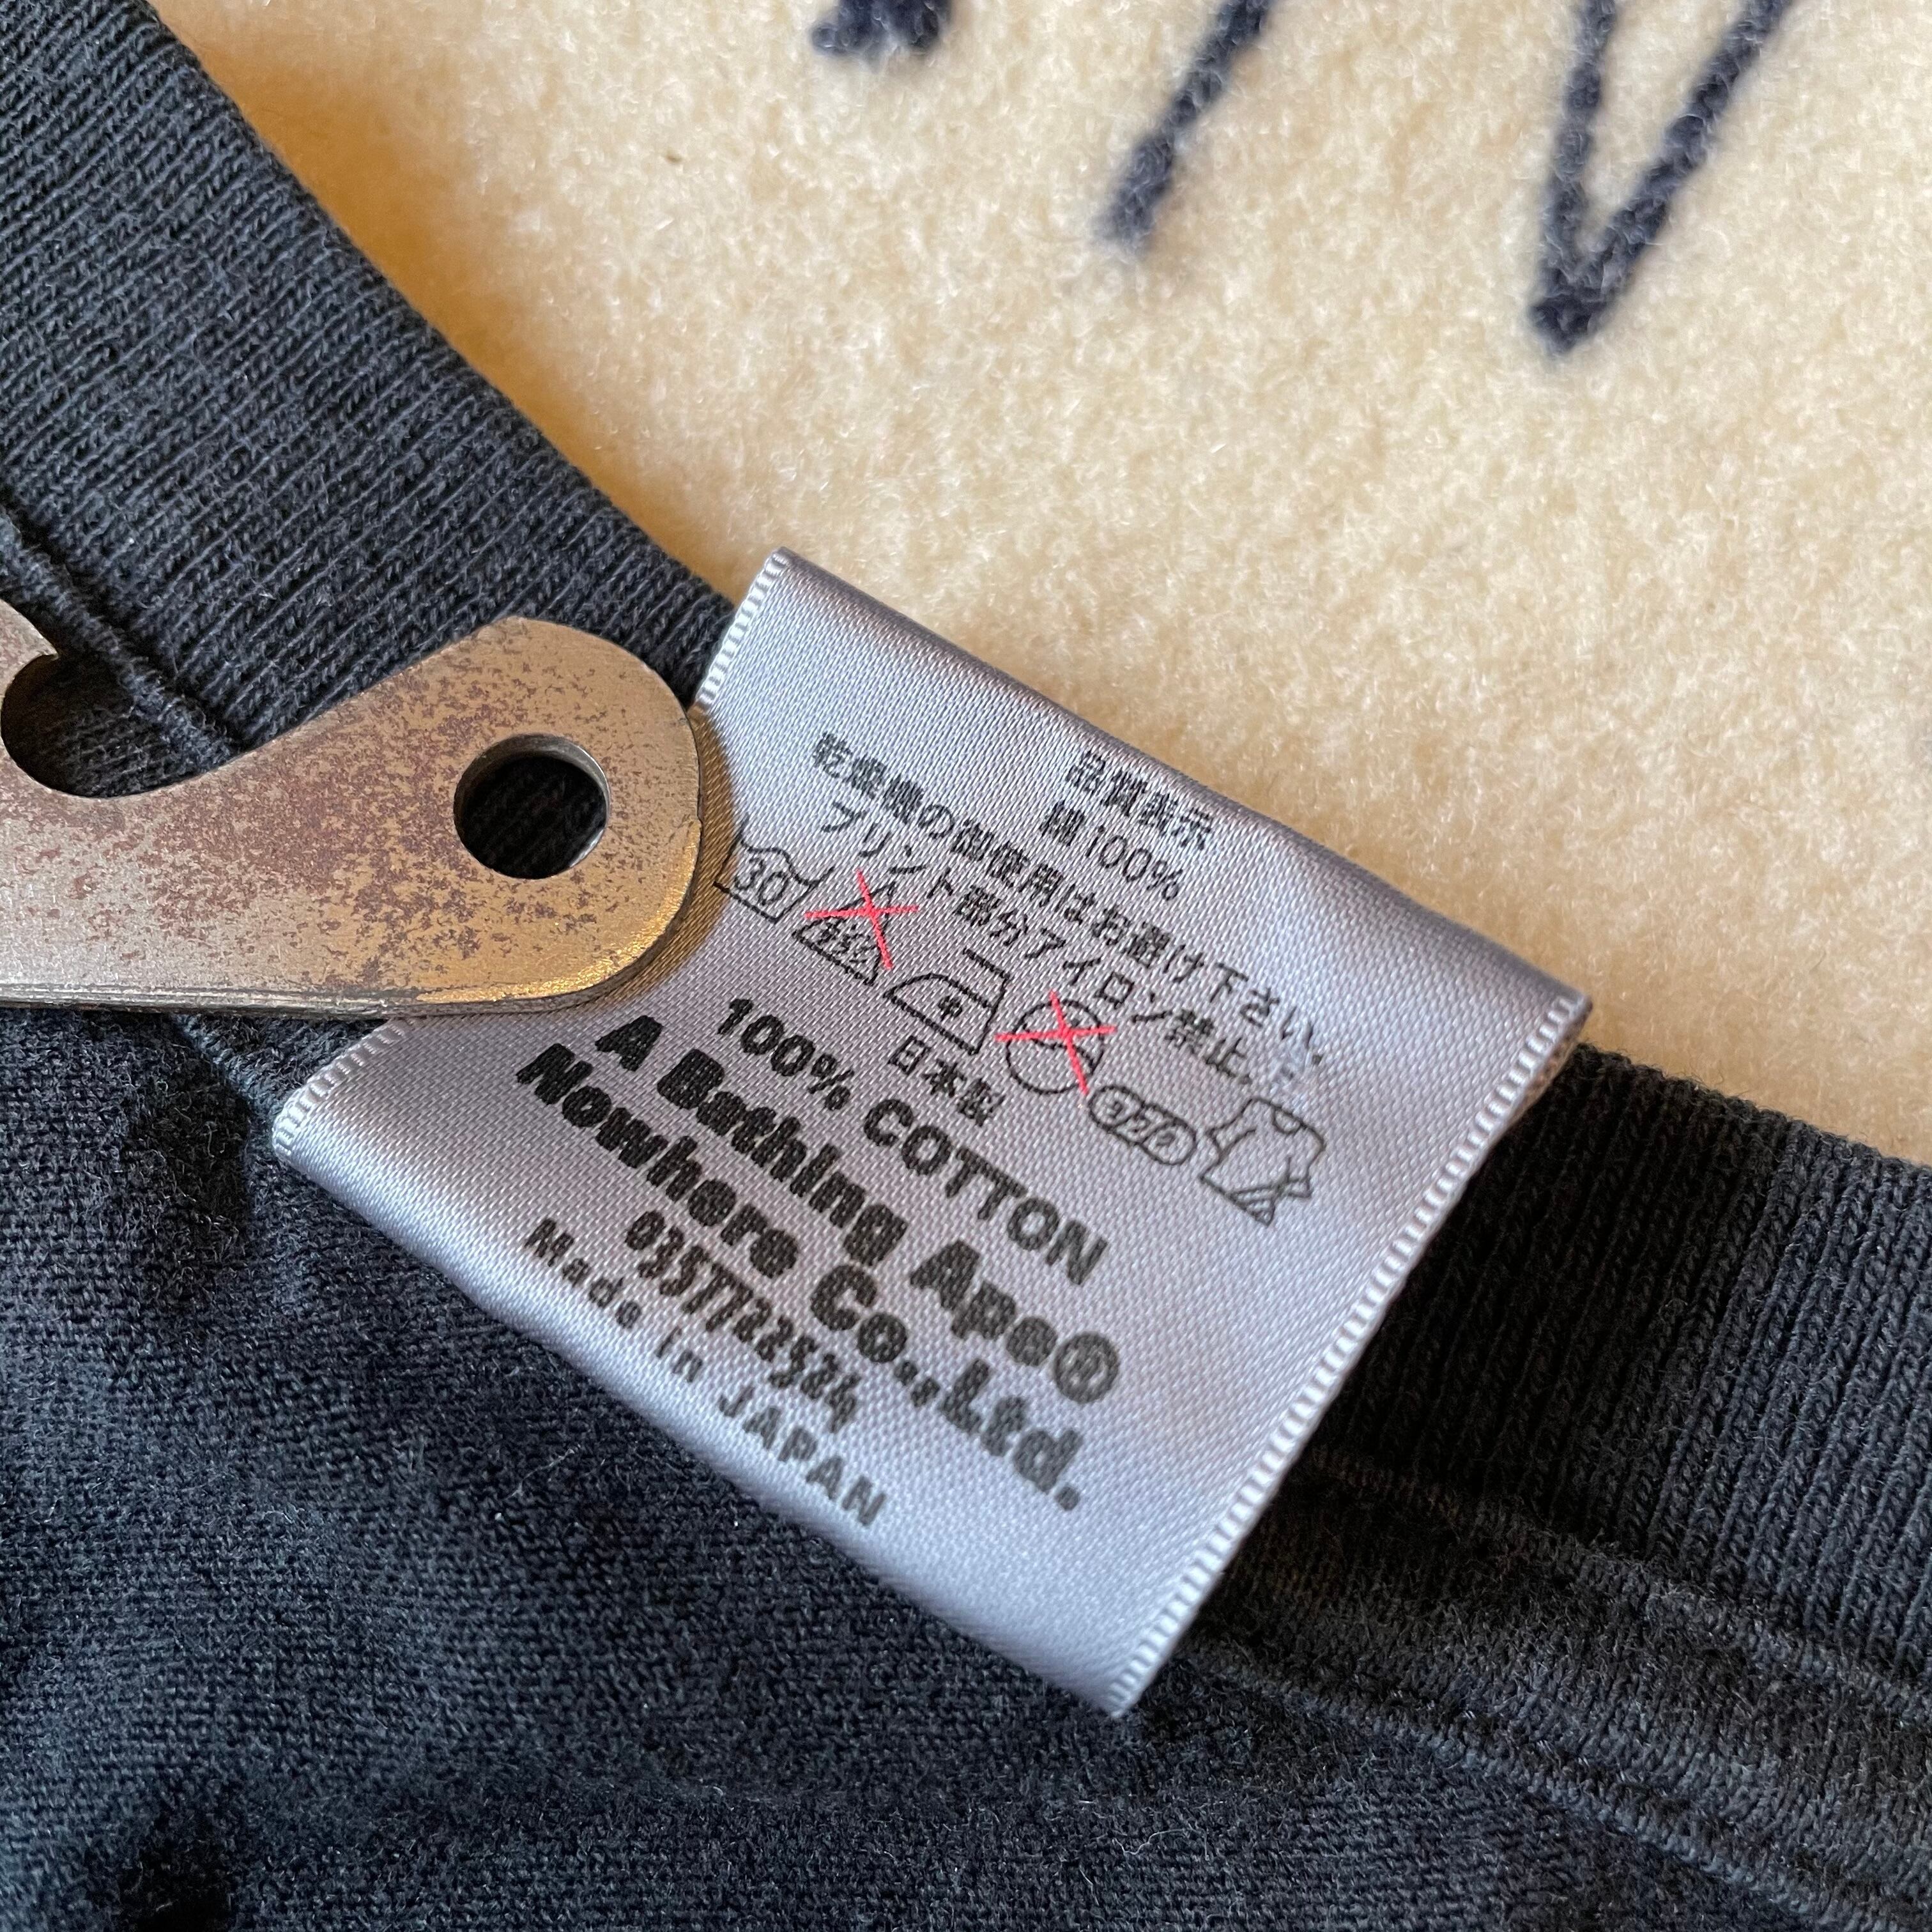 品質表示
綿100%
乾燥機の御使用はお避け下さい。
プリント部分アイロン禁止。
30
中
日本製
100% COTTON
A Bathing Ape®
Nowhere Co.,Ltd.
0357722524
Made in JAPAN